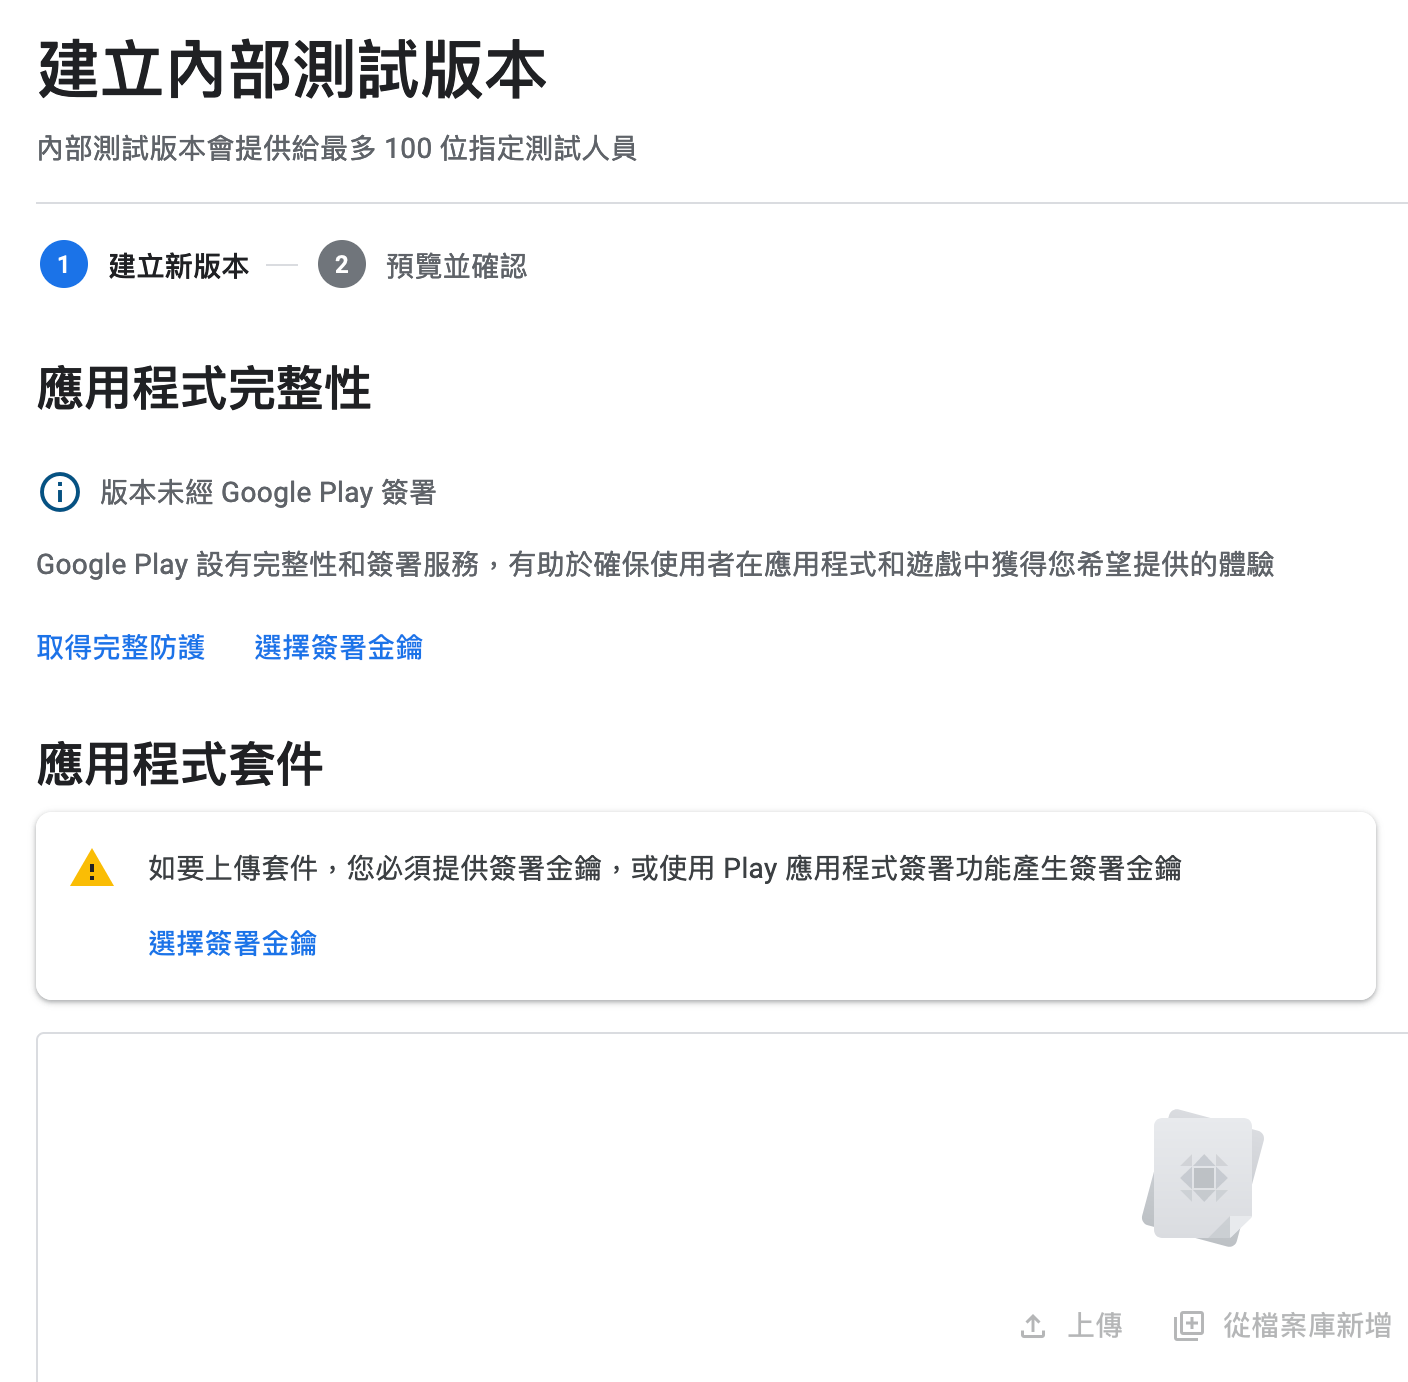 建立內部測試版本
內部測試版本會提供給最多 100 位指定測試人員
1 建立新版本 2 預覽並確認
應用程式完整性
版本未經 Google Play 簽署
Google Play 設有完整性和簽署服務，有助於確保使用者在應用程式和遊戲中獲得您希望提供的體驗
取得完整防護 選擇簽署金鑰
應用程式套件
如要上傳套件，您必須提供簽署金鑰，或使用 Play 應用程式簽署功能產生簽署金鑰
選擇簽署金鑰
上傳 從檔案庫新增